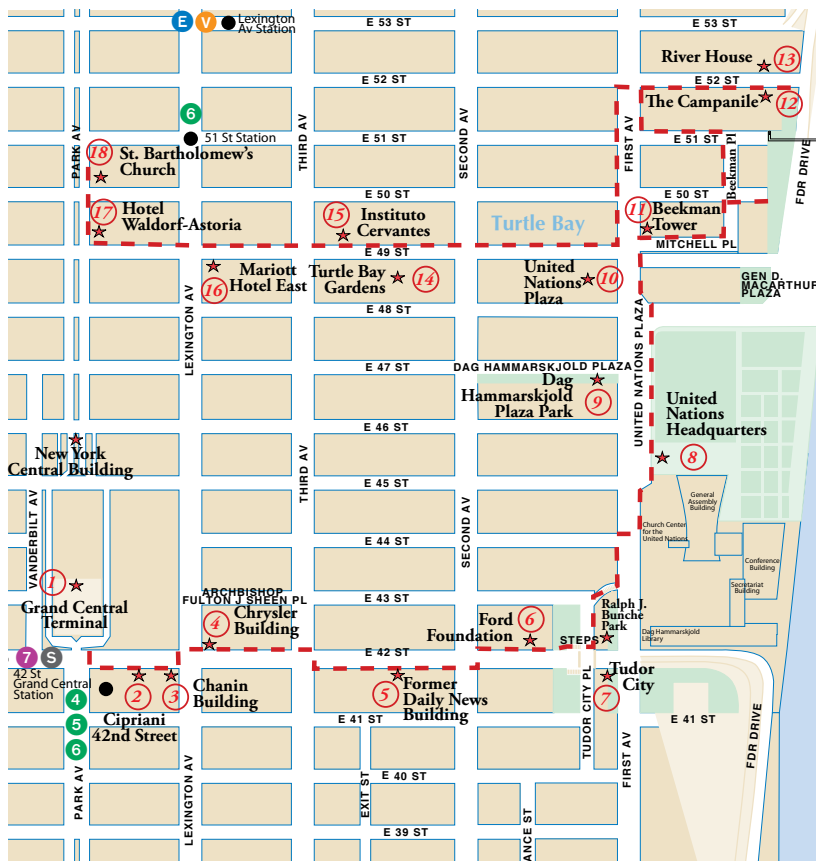 E
V
Lexington
Av Station
E 53 ST
E 53 ST
River House
13
E 52 ST
E 52 ST
The Campanile
12
6
51 St Station
PARK AV
THIRD AV
E 51 ST
SECOND AV
FIRST AV
E 51 ST
Beekman Pl
FDR DRIVE
18
St. Bartholomew's
Church
E 50 ST
E 50 ST
17
Hotel
Waldorf-Astoria
15
Instituto
Cervantes
Turtle Bay
11
Beekman
Tower
MITCHELL PL
E 49 ST
Mariott
Hotel East
16
Turtle Bay
Gardens
14
United
Nations
Plaza
10
GEN D.
MACARTHUR
PLAZA
LEXINGTON AV
E 48 ST
UNITED NATIONS PLAZA
E 47 ST
DAG HAMMARSKJOLD PLAZA
Dag
Hammarskjold
Plaza Park
9
United
Nations
Headquarters
8
E 46 ST
New York
Central Building
THIRD AV
E 45 ST
VANDERBILT AV
SECOND AV
General
Assembly
Building
Church Center
for the
United Nations
E 44 ST
Conference
Building
Secretariat
Building
1
Grand Central
Terminal
ARCHBISHOP
FULTON J SHEEN PL
E 43 ST
4
Chrysler
Building
Ford
Foundation
6
STEPS
Ralph J.
Bunche
Park
Dag Hammarskjold
Library
7
S
E 42 ST
42 St
Grand Central
Station
2
3
Chanin
Building
5
Former
Daily News
Building
Tudor
City
7
4
5
6
Cipriani
42nd Street
E 41 ST
E 41 ST
TUDOR CITY PL
FIRST AV
FDR DRIVE
PARK AV
LEXINGTON AV
EXIT ST
E 40 ST
E 39 ST
ANCE ST